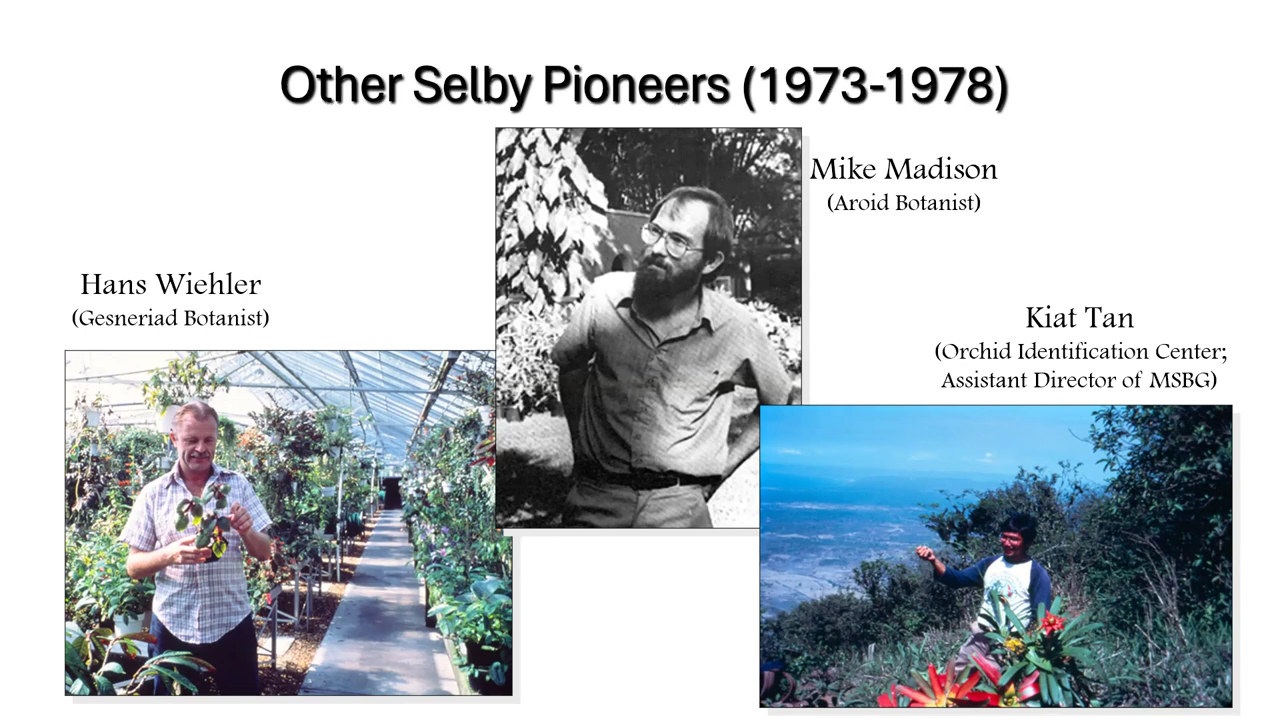 Other Selby Pioneers (1973-1978)
Mike Madison
(Aroid Botanist)
Hans Wiehler
(Gesneriad Botanist)
Kiat Tan
(Orchid Identification Center;
Assistant Director of MSBG)